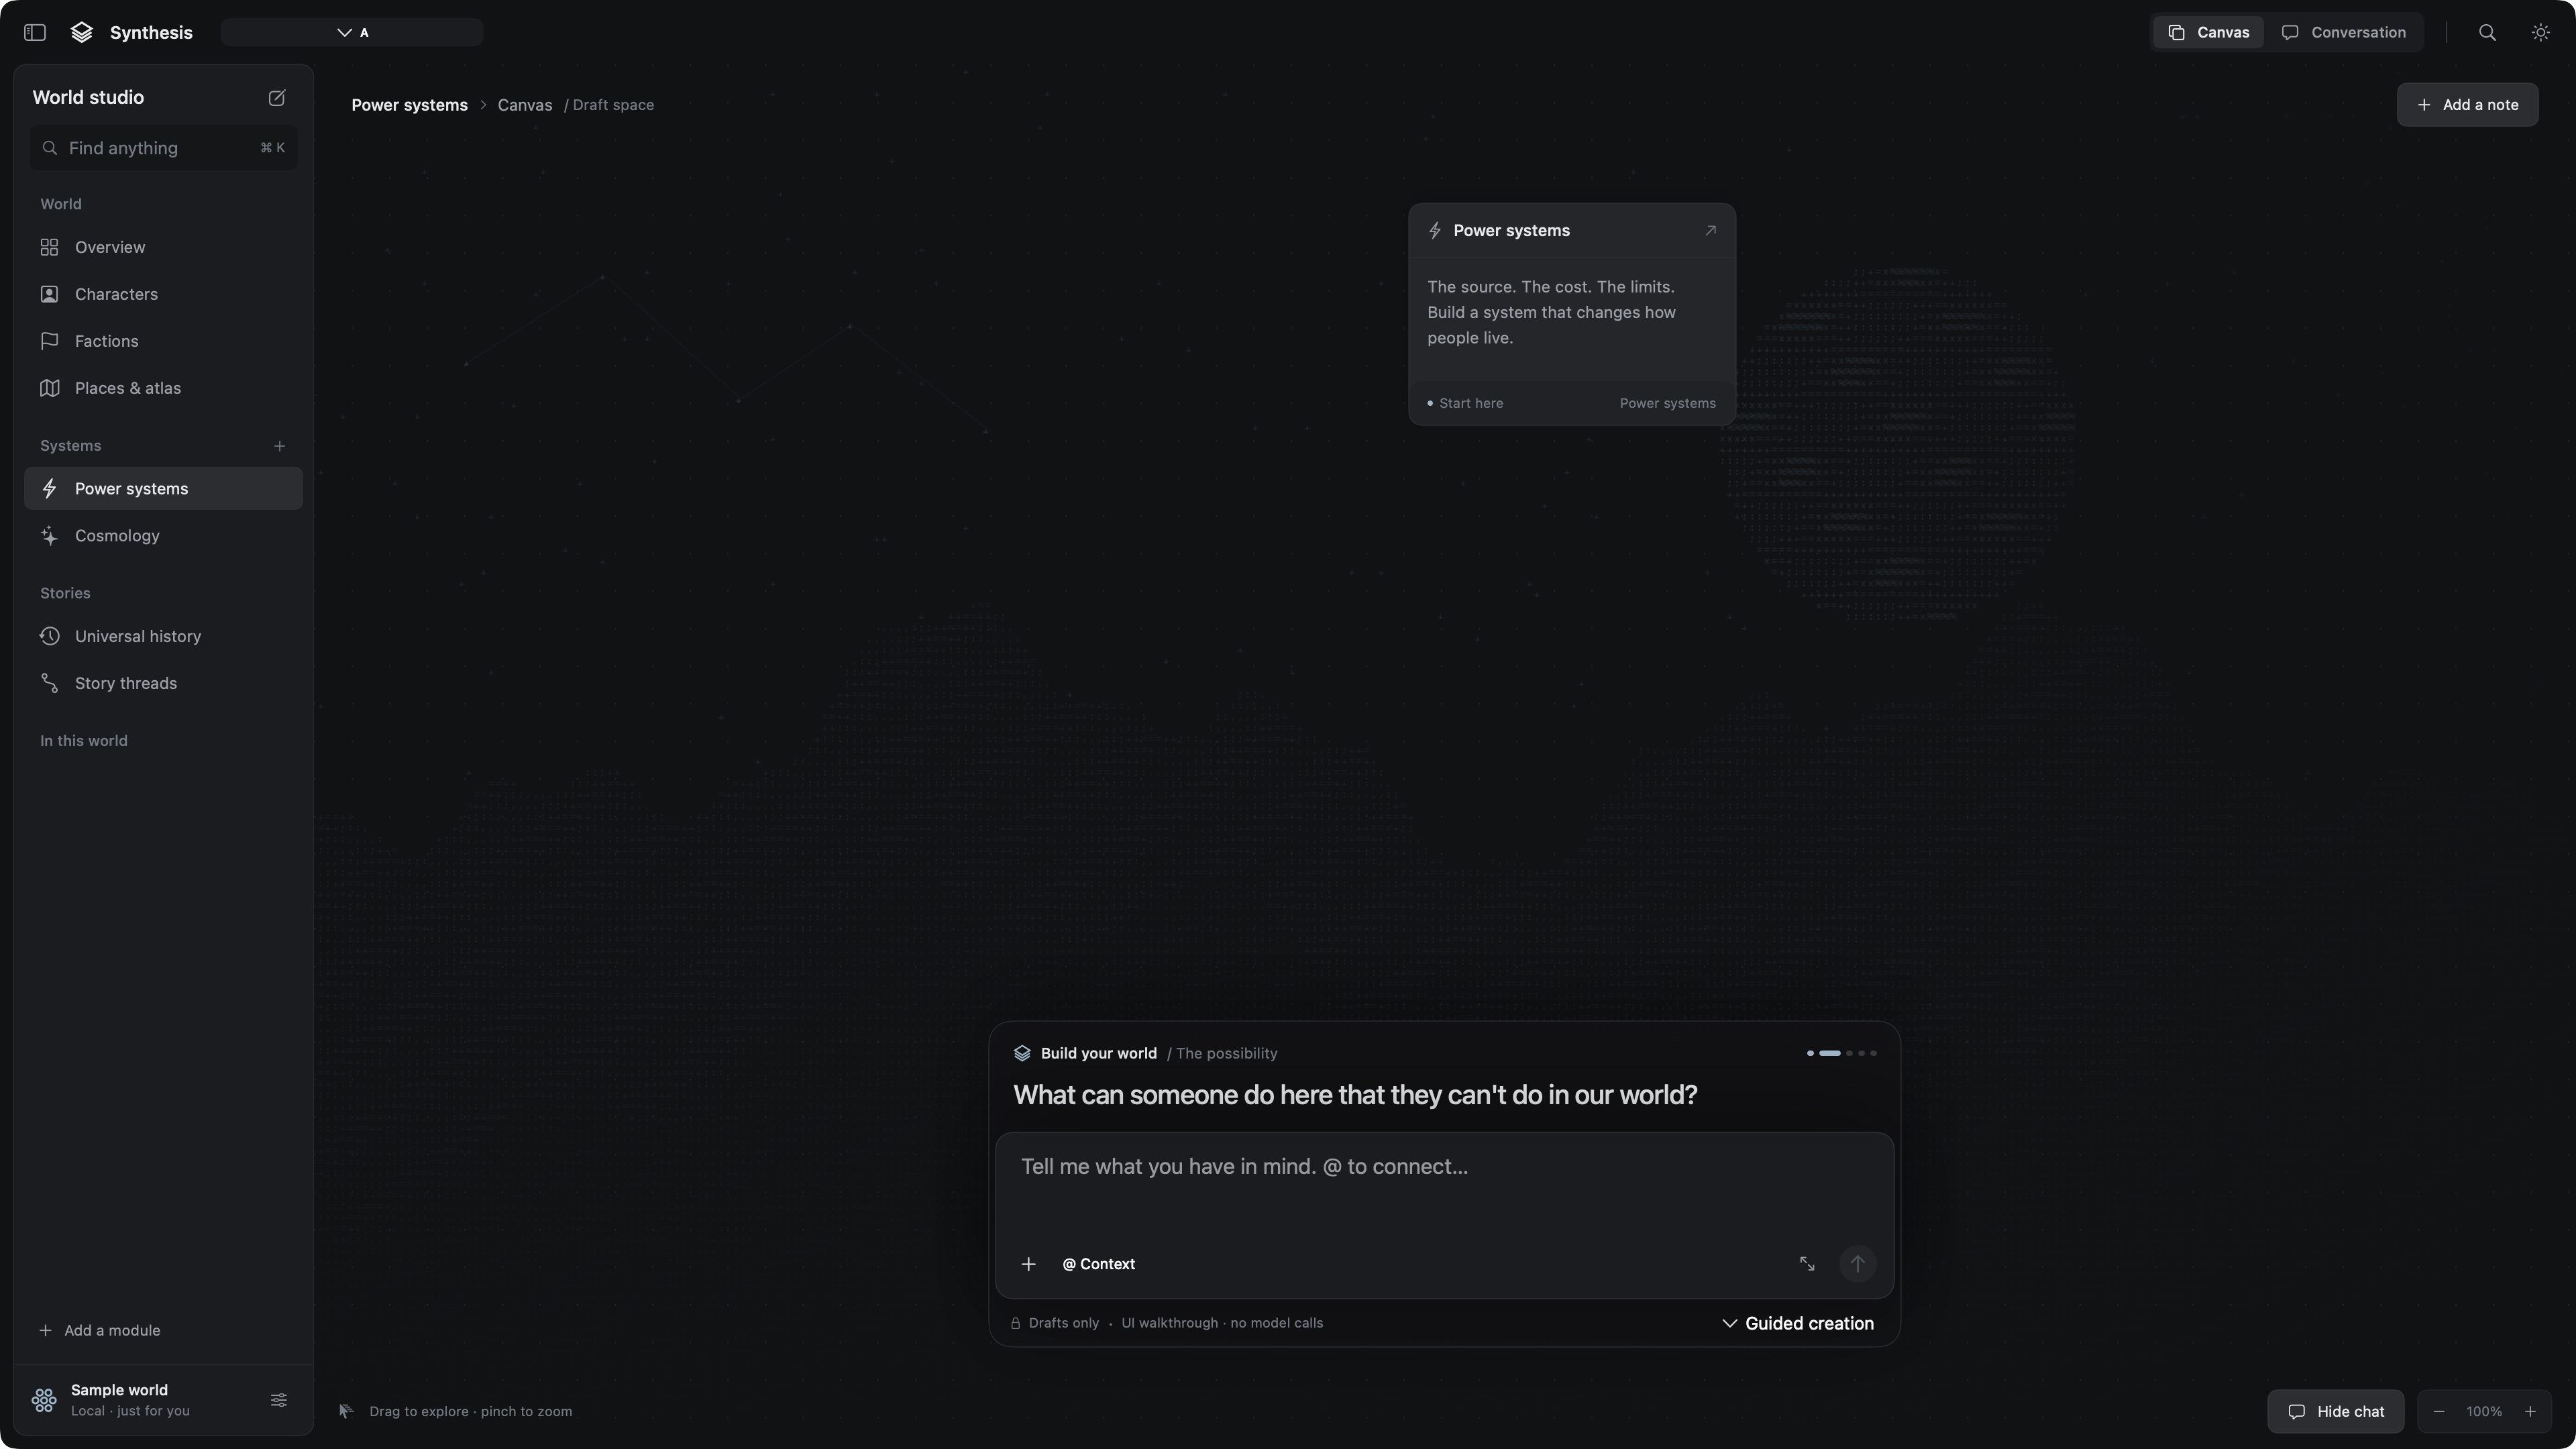 Synthesis
A
Canvas
Conversation
World studio
Find anything
⌘ K
World
Overview
Characters
Factions
Places & atlas
Systems
Power systems
Cosmology
Stories
Universal history
Story threads
In this world
Add a module
Sample world
Local · just for you
Power systems > Canvas / Draft space
Add a note
Power systems
The source. The cost. The limits.
Build a system that changes how
people live.
Start here
Power systems
Build your world / The possibility
What can someone do here that they can't do in our world?
Tell me what you have in mind. @ to connect...
@ Context
Drafts only · UI walkthrough · no model calls
Guided creation
Drag to explore · pinch to zoom
Hide chat
100%